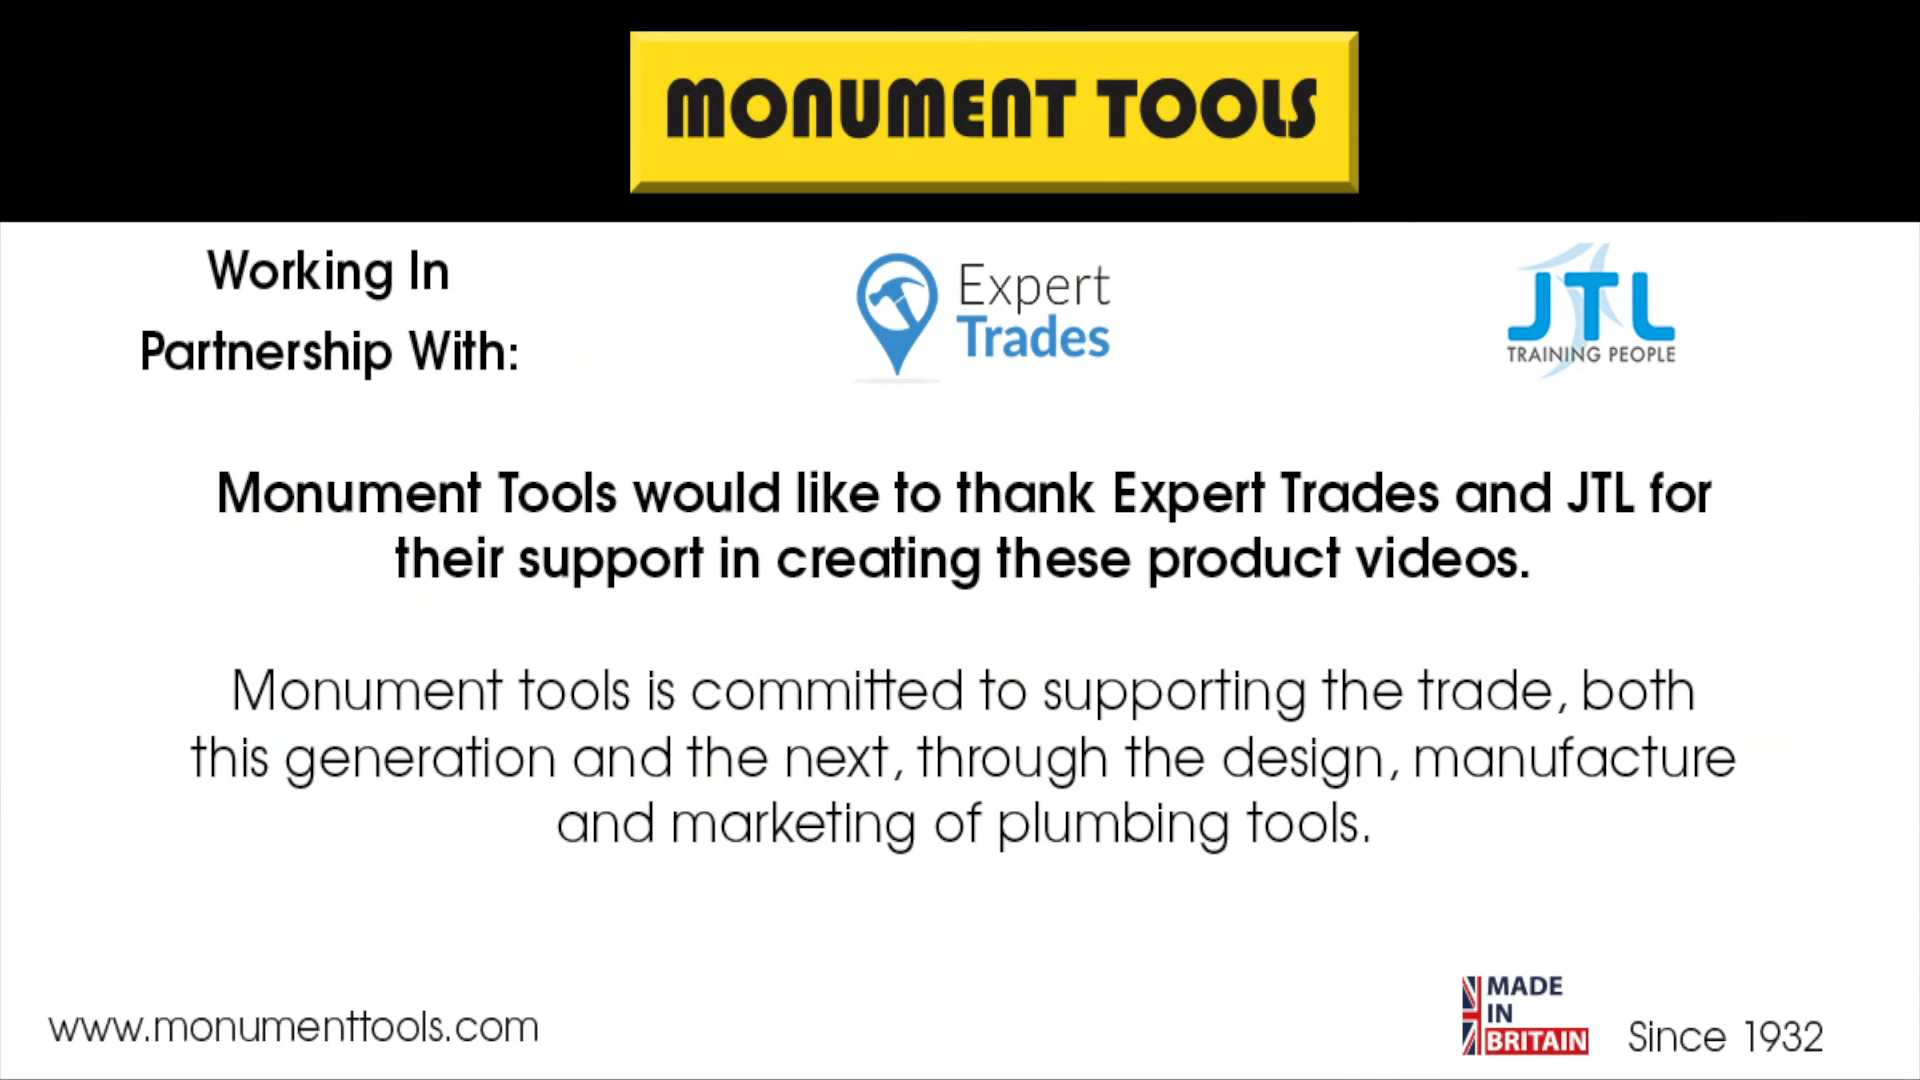 MONUMENT TOOLS
Working In
Partnership With:
Expert
Trades
JTL
TRAINING PEOPLE
Monument Tools would like to thank Expert Trades and JTL for
their support in creating these product videos.
Monument tools is committed to supporting the trade, both
this generation and the next, through the design, manufacture
and marketing of plumbing tools.
www.monumenttools.com
MADE
IN
BRITAIN
Since 1932